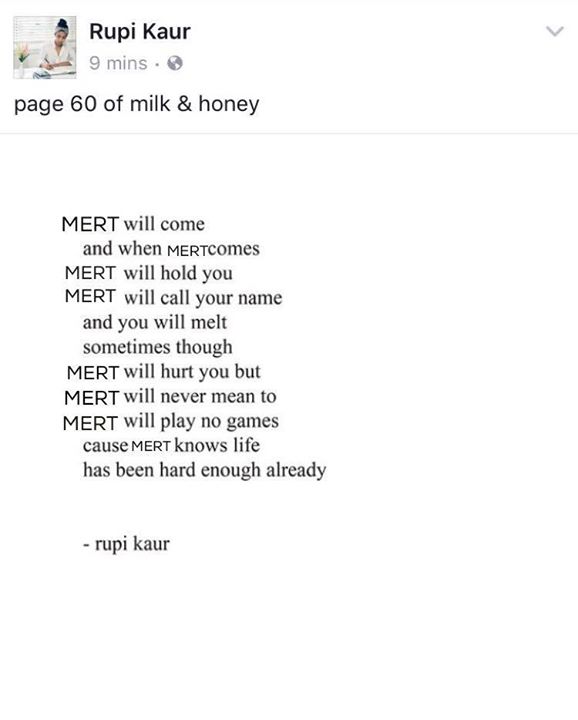 Rupi Kaur
9 mins ·
page 60 of milk & honey
MERT will come
and when MERTcomes
MERT will hold you
MERT will call your name
and you will melt
sometimes though
MERT will hurt you but
MERT will never mean to
MERT will play no games
cause MERT knows life
has been hard enough already
- rupi kaur